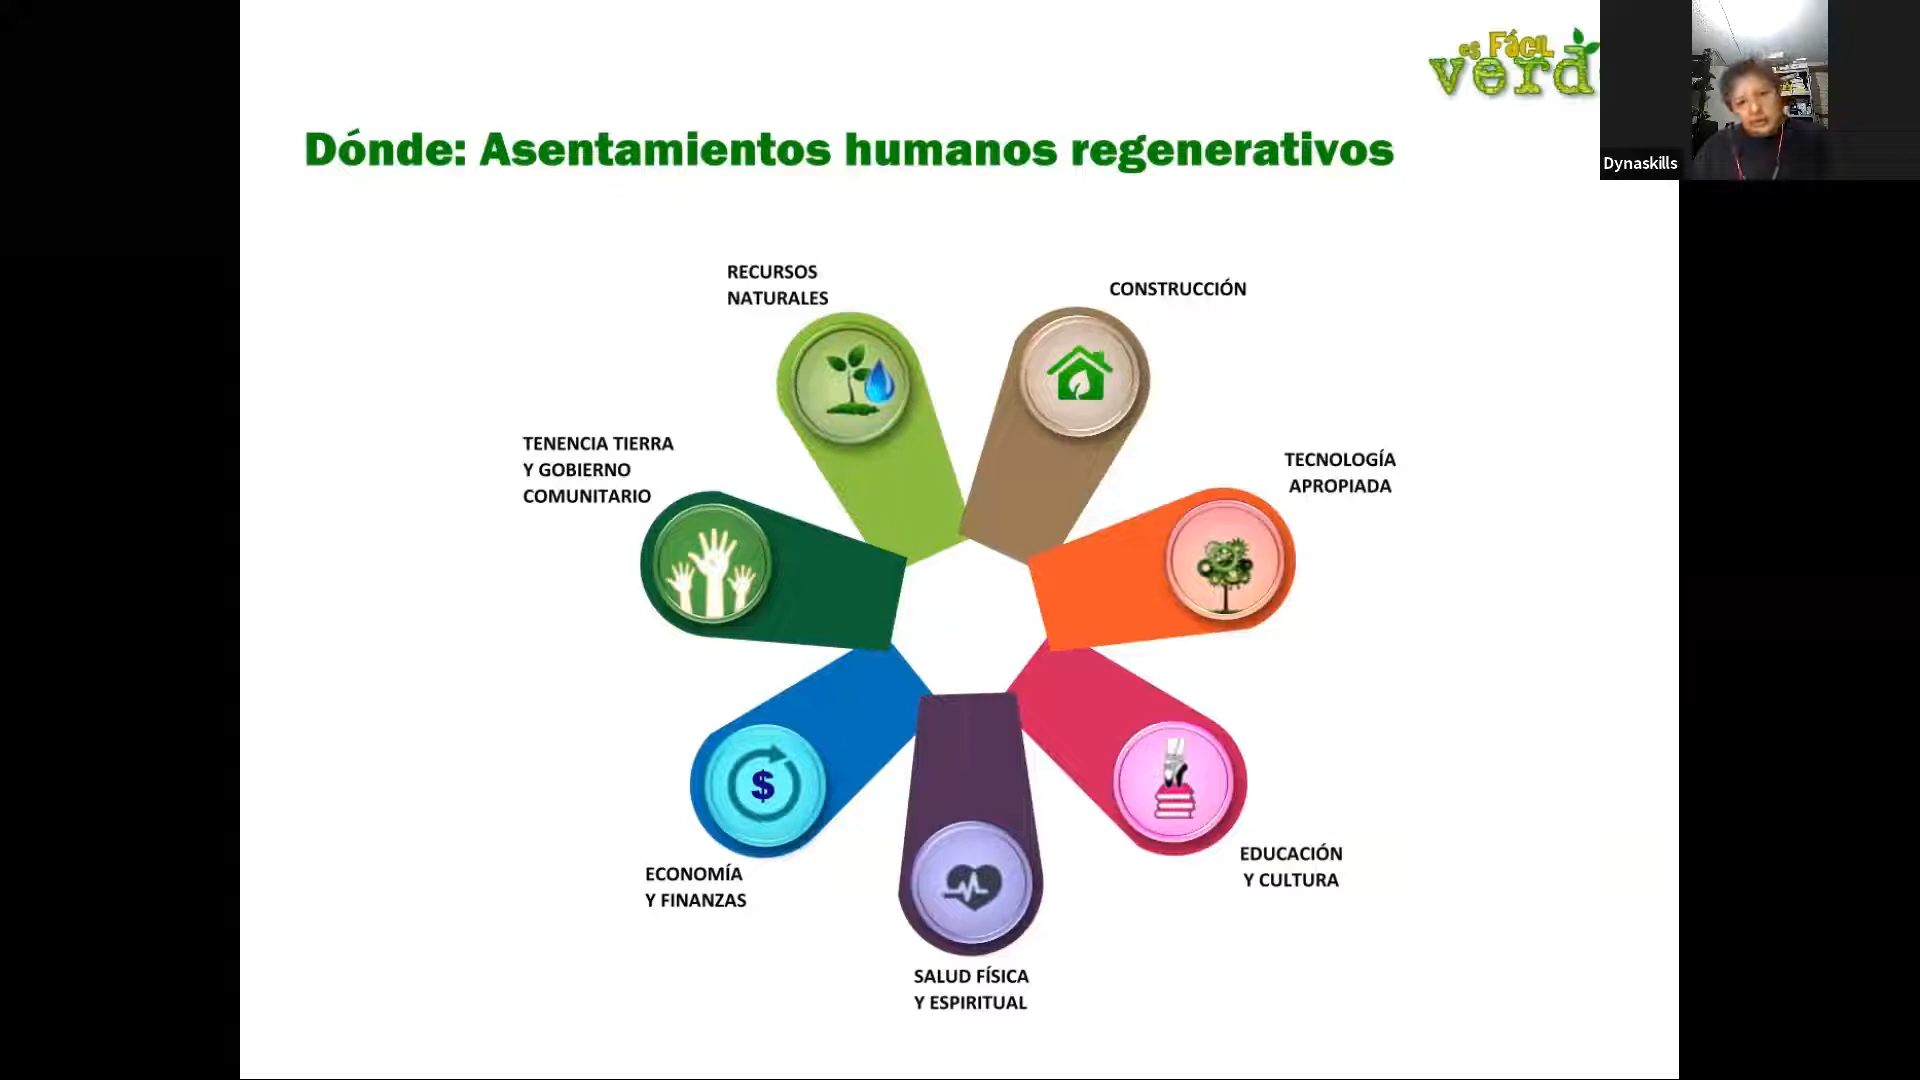 es Fácil
verd
Dynaskills
Dónde: Asentamientos humanos regenerativos
RECURSOS
NATURALES
CONSTRUCCIÓN
TENENCIA TIERRA
Y GOBIERNO
COMUNITARIO
TECNOLOGÍA
APROPIADA
$
ECONOMÍA
Y FINANZAS
EDUCACIÓN
Y CULTURA
SALUD FÍSICA
Y ESPIRITUAL